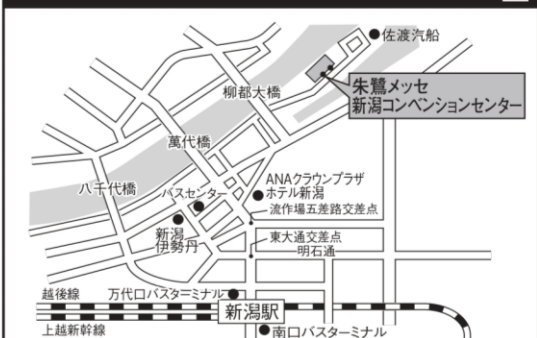 佐渡汽船
朱鷺メッセ
新潟コンベンションセンター
柳都大橋
萬代橋
八千代橋
バスセンター
ANAクラウンプラザ
ホテル新潟
流作場五差路交差点
新潟
伊勢丹
東大通交差点
明石通
越後線
万代口バスターミナル
新潟駅
上越新幹線
南口バスターミナル